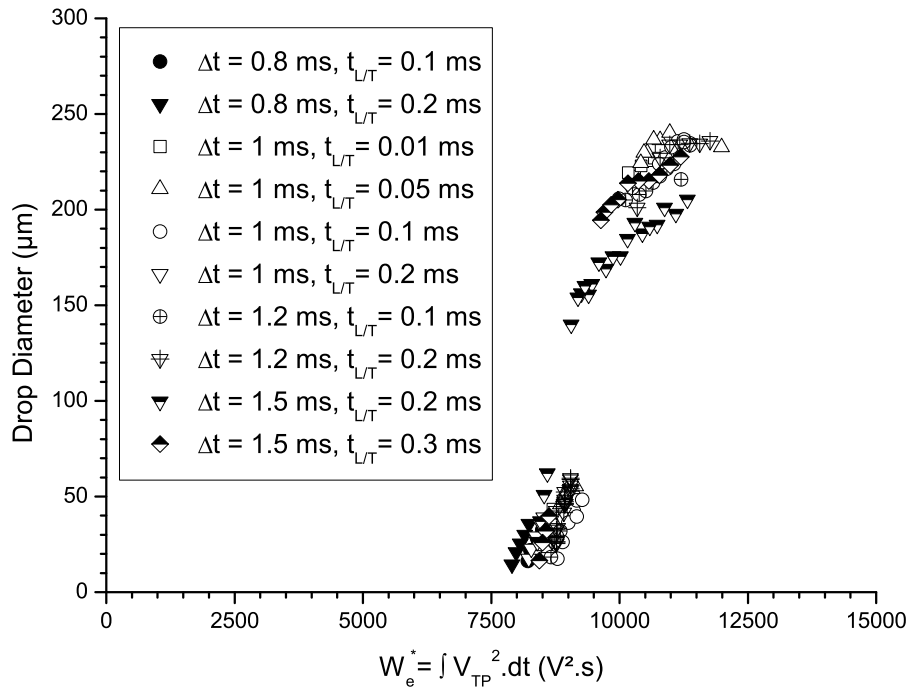 300
250
200
150
100
50
0
Drop Diameter (µm)
Δt = 0.8 ms, t_L/T = 0.1 ms
Δt = 0.8 ms, t_L/T = 0.2 ms
Δt = 1 ms, t_L/T = 0.01 ms
Δt = 1 ms, t_L/T = 0.05 ms
Δt = 1 ms, t_L/T = 0.1 ms
Δt = 1 ms, t_L/T = 0.2 ms
Δt = 1.2 ms, t_L/T = 0.1 ms
Δt = 1.2 ms, t_L/T = 0.2 ms
Δt = 1.5 ms, t_L/T = 0.2 ms
Δt = 1.5 ms, t_L/T = 0.3 ms
0 2500 5000 7500 10000 12500 15000
W_e^* = ∫ V_TP^2.dt (V².s)